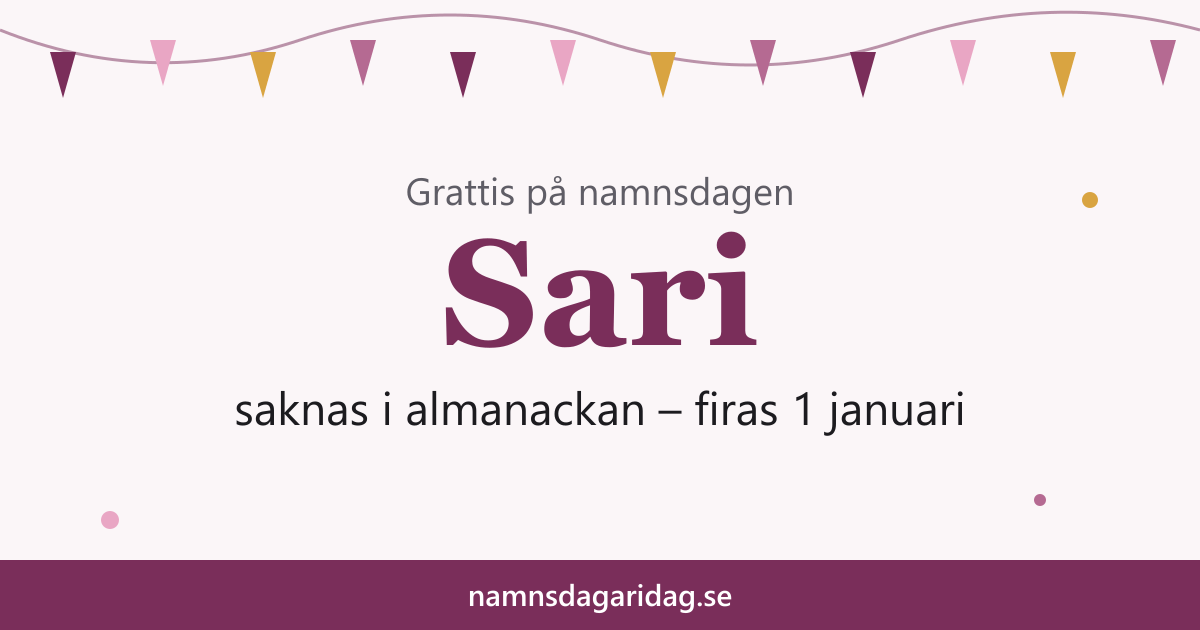 Grattis på namnsdagen
Sari
saknas i almanackan – firas 1 januari
namnsdagaridag.se